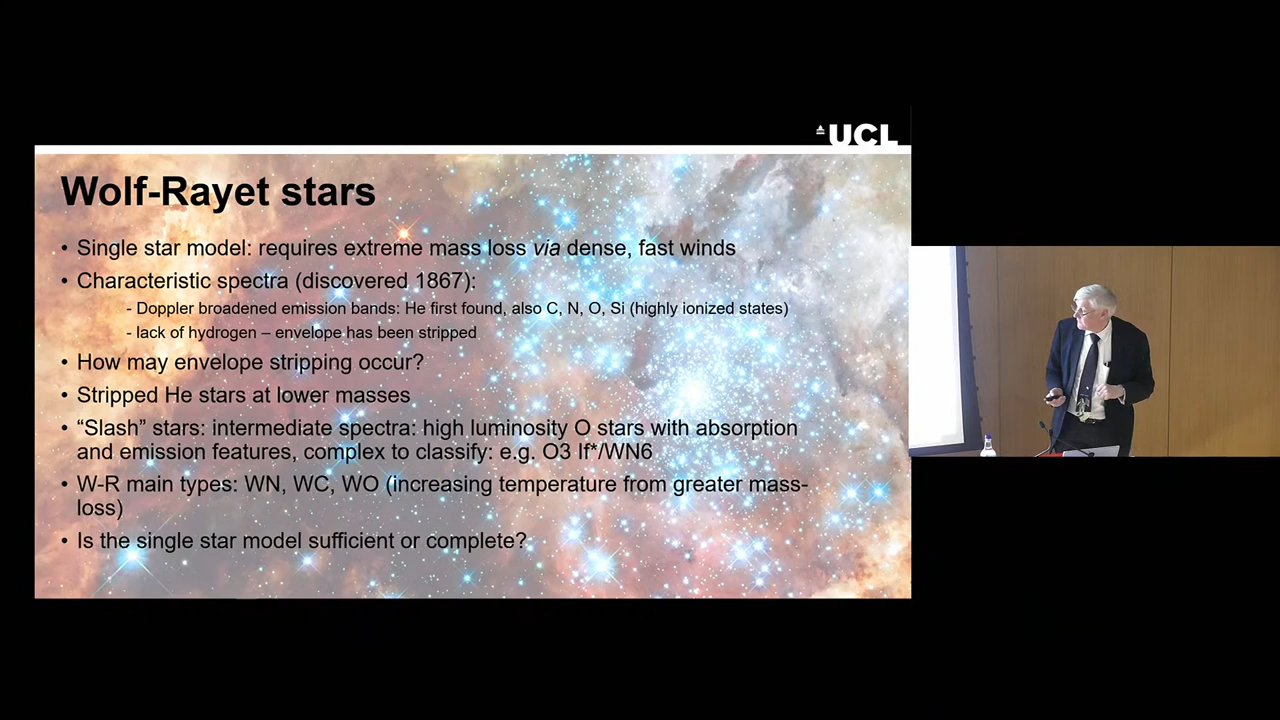 UCL
Wolf-Rayet stars
• Single star model: requires extreme mass loss via dense, fast winds
• Characteristic spectra (discovered 1867):
- Doppler broadened emission bands: He first found, also C, N, O, Si (highly ionized states)
- lack of hydrogen – envelope has been stripped
• How may envelope stripping occur?
• Stripped He stars at lower masses
• “Slash” stars: intermediate spectra: high luminosity O stars with absorption
and emission features, complex to classify: e.g. O3 If*/WN6
• W-R main types: WN, WC, WO (increasing temperature from greater mass-
loss)
• Is the single star model sufficient or complete?